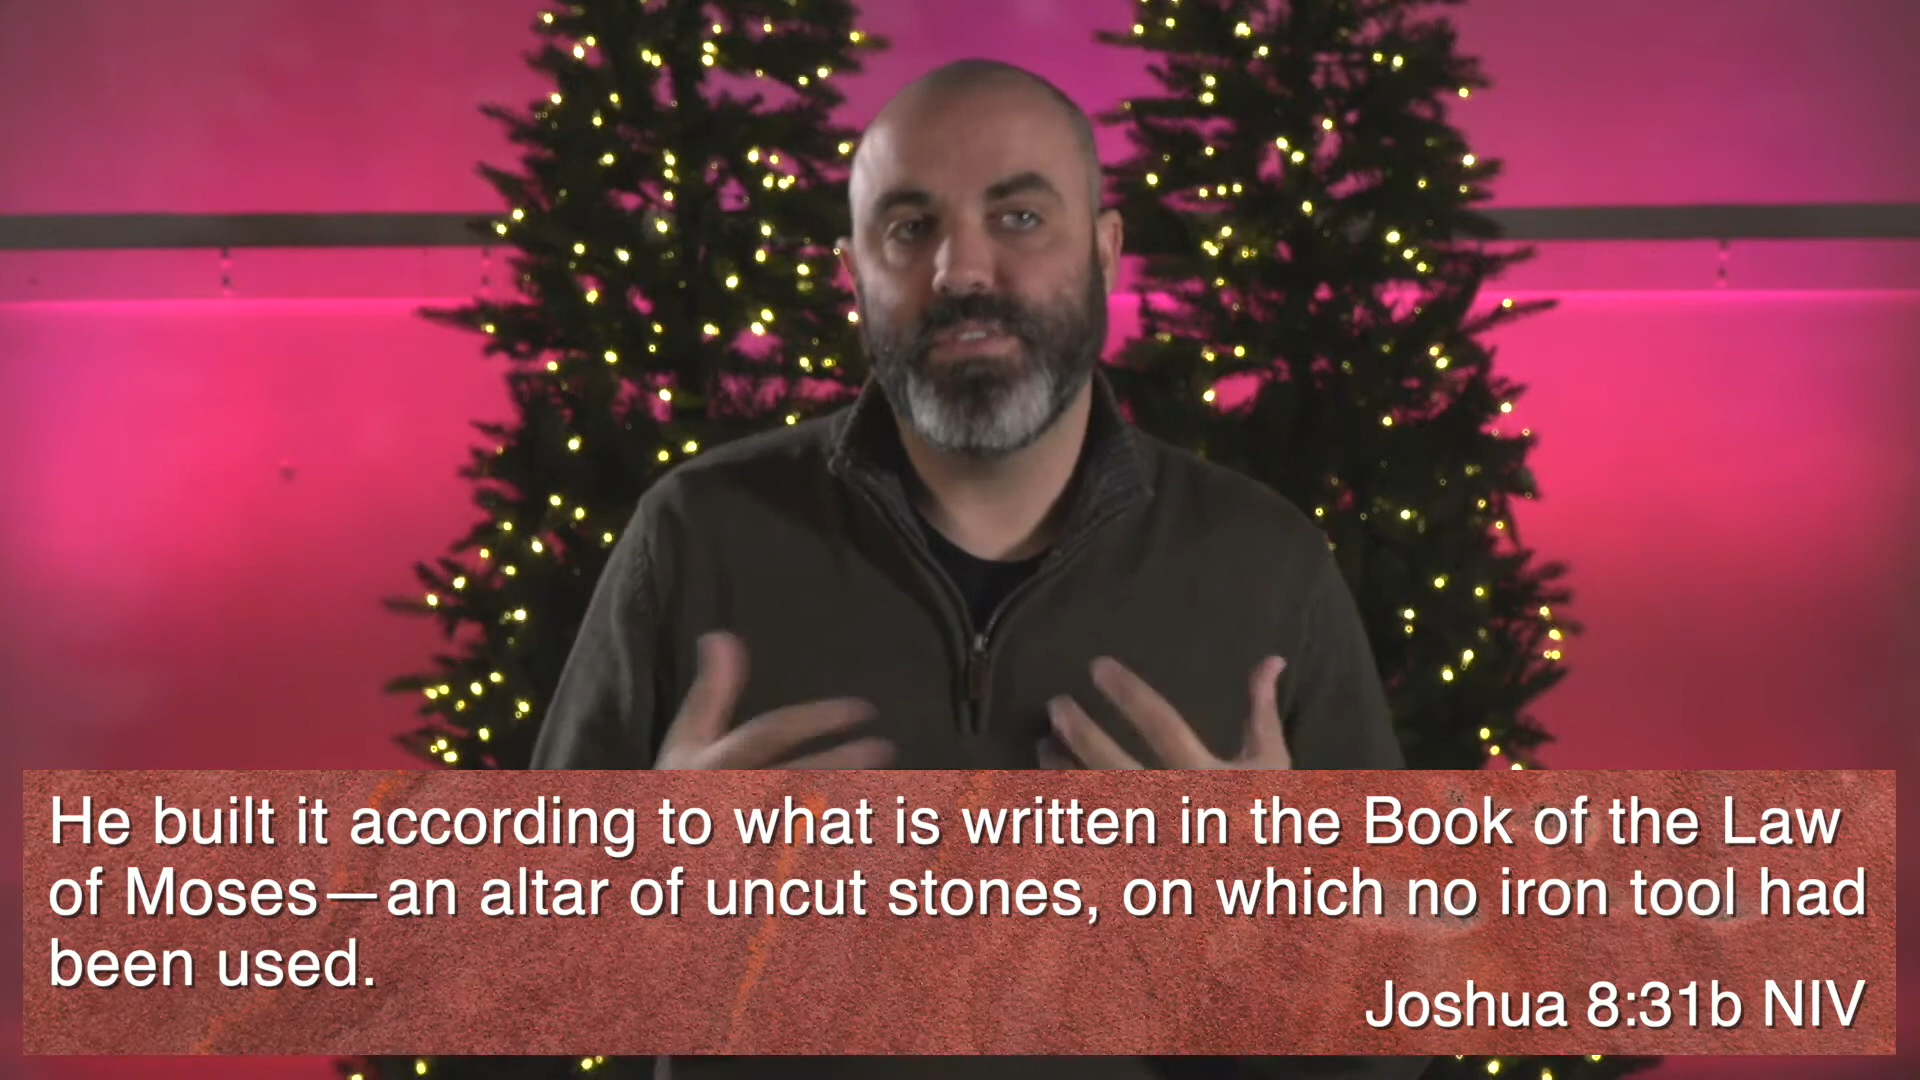 He built it according to what is written in the Book of the Law
of Moses—an altar of uncut stones, on which no iron tool had
been used.
Joshua 8:31b NIV